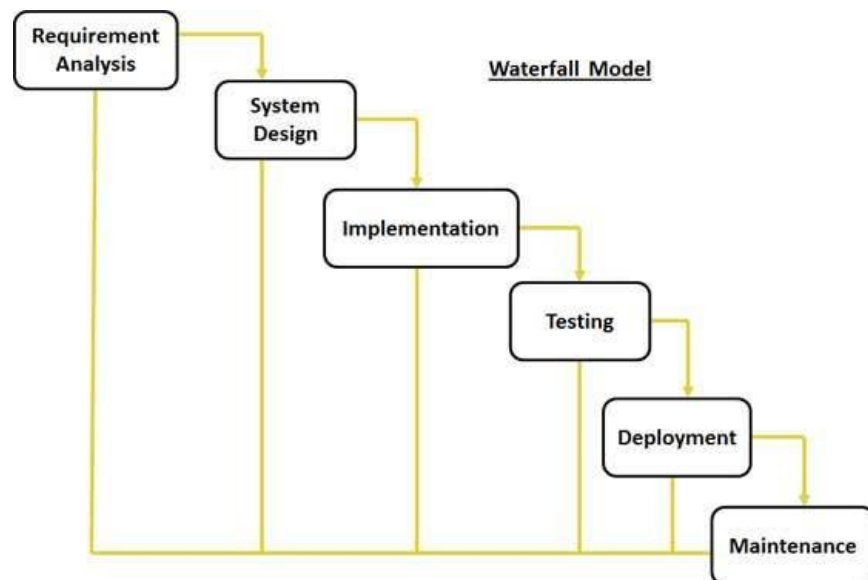 Requirement
Analysis
Waterfall Model
System
Design
Implementation
Testing
Deployment
Maintenance